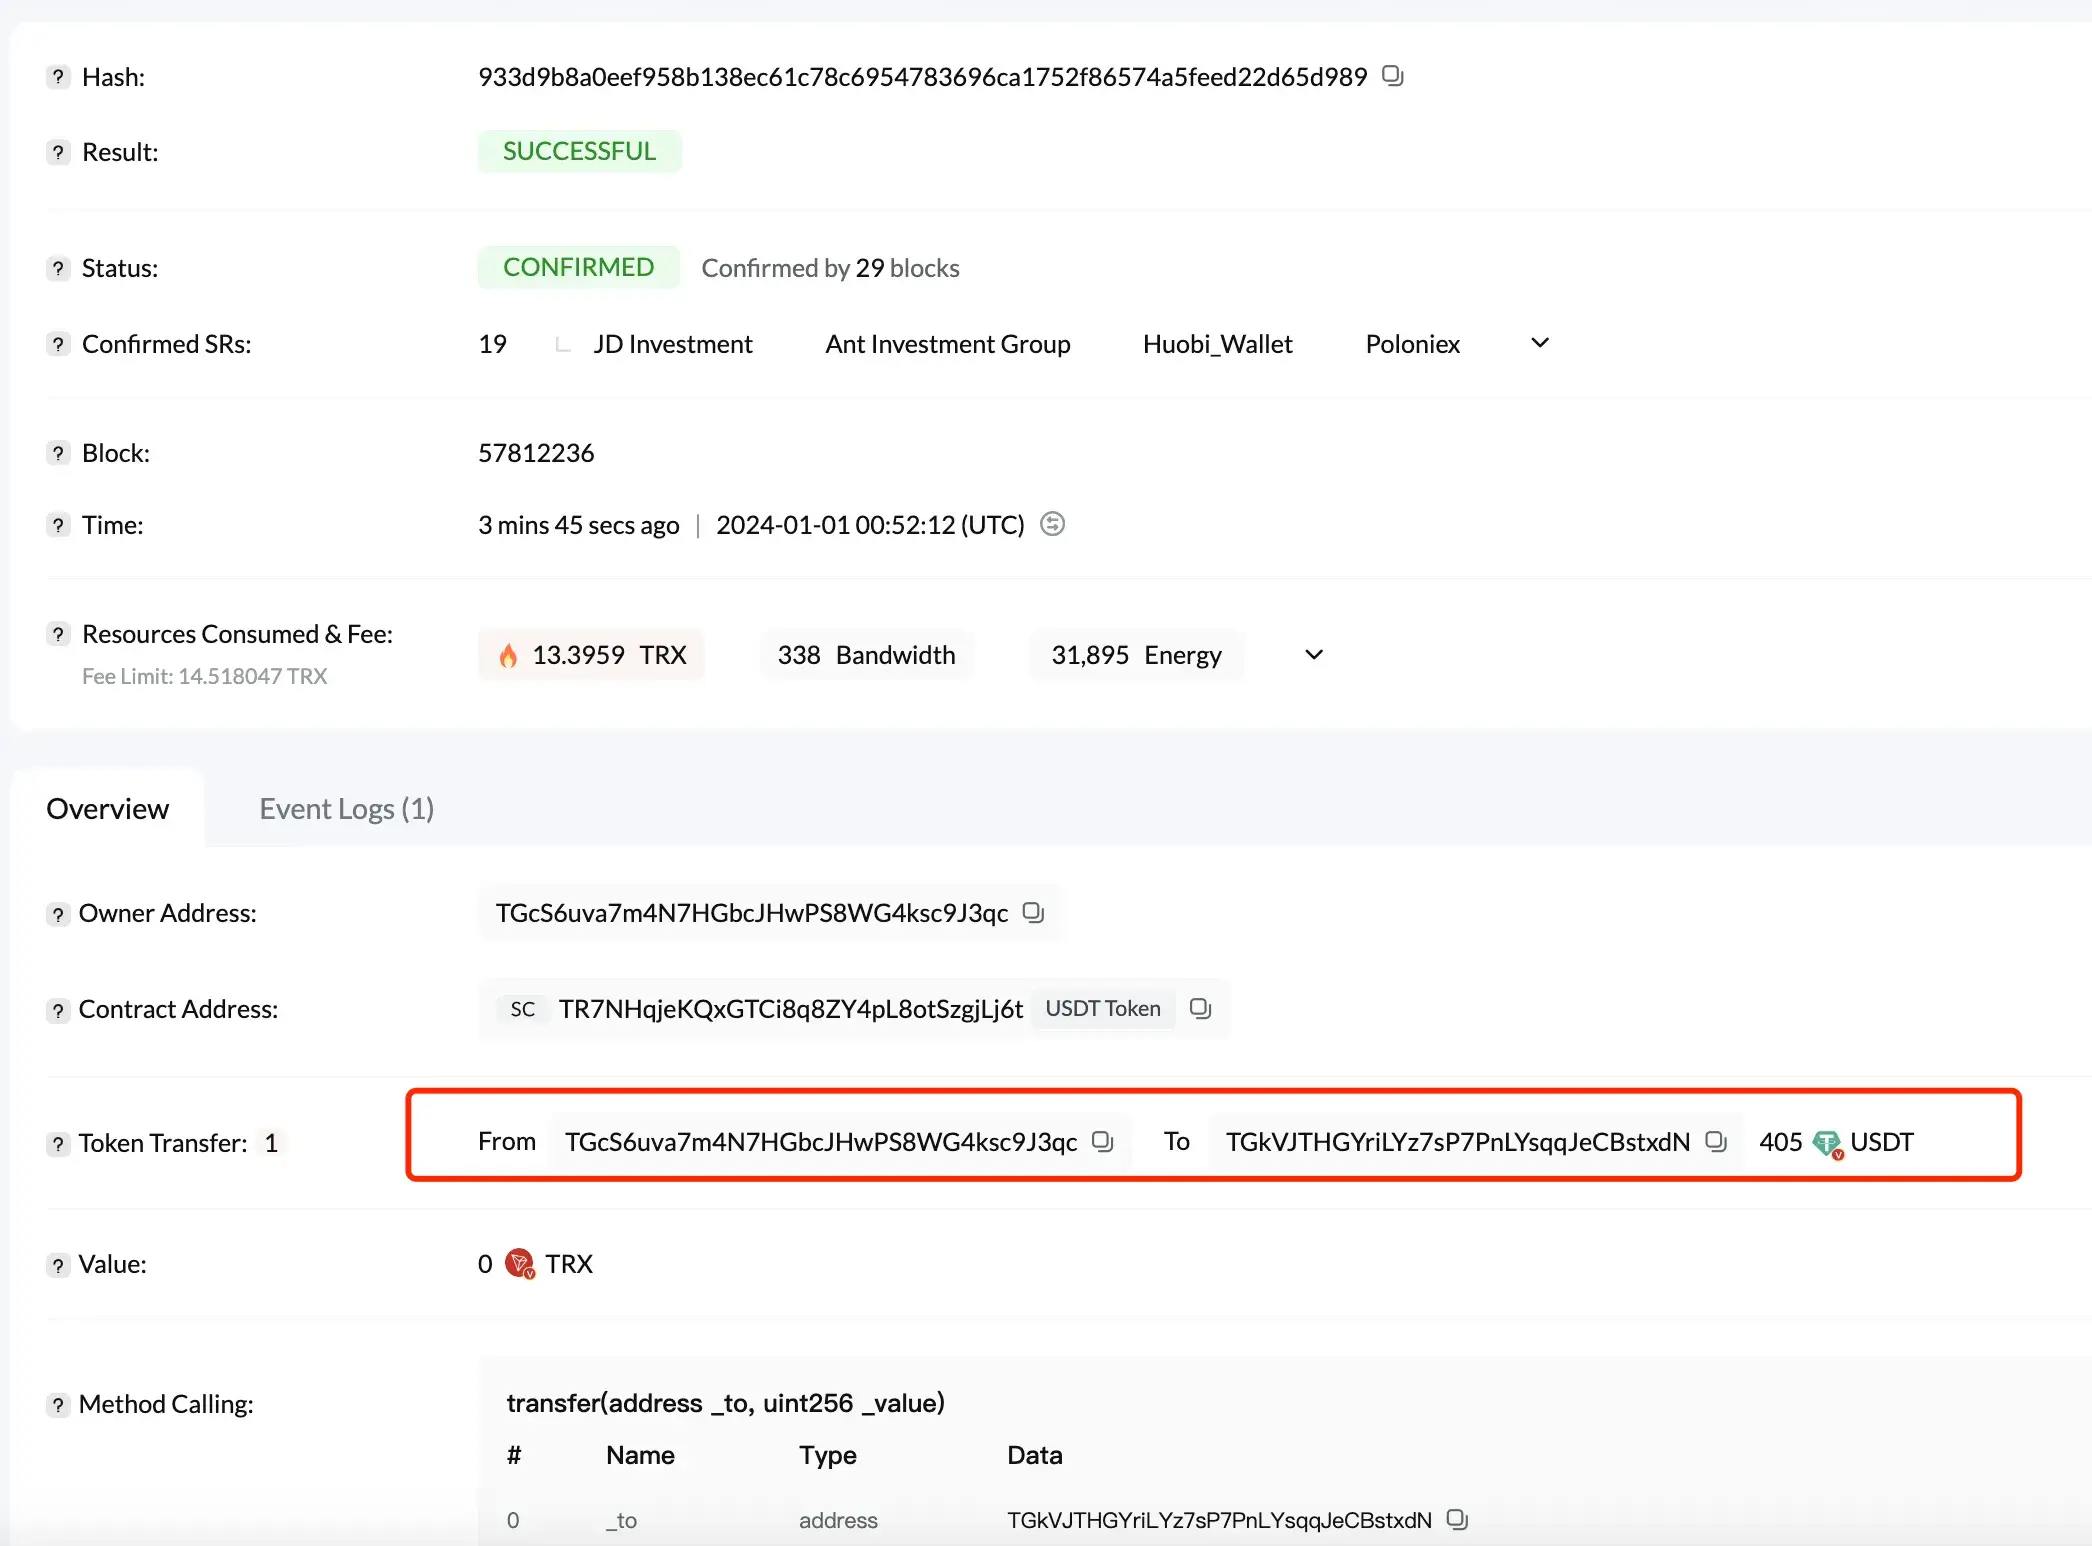 ? Hash: 933d9b8a0eef958b138ec61c78c6954783696ca1752f86574a5feed22d65d989
? Result: SUCCESSFUL
? Status: CONFIRMED Confirmed by 29 blocks
? Confirmed SRs: 19 JD Investment Ant Investment Group Huobi_Wallet Poloniex
? Block: 57812236
? Time: 3 mins 45 secs ago | 2024-01-01 00:52:12 (UTC)
? Resources Consumed & Fee: 13.3959 TRX 338 Bandwidth 31,895 Energy
Fee Limit: 14.518047 TRX
Overview Event Logs (1)
? Owner Address: TGcS6uva7m4N7HGbcJHwPS8WG4ksc9J3qc
? Contract Address: SC TR7NHqjeKQxGTCi8q8ZY4pL8otSzgjLj6t USDT Token
? Token Transfer: 1 From TGcS6uva7m4N7HGbcJHwPS8WG4ksc9J3qc To TGkVJTHGYriLYz7sP7PnLYsqqJeCBstxdN 405 USDT
? Value: 0 TRX
? Method Calling: transfer(address _to, uint256 _value)
# Name Type Data
0 _to address TGkVJTHGYriLYz7sP7PnLYsqqJeCBstxdN